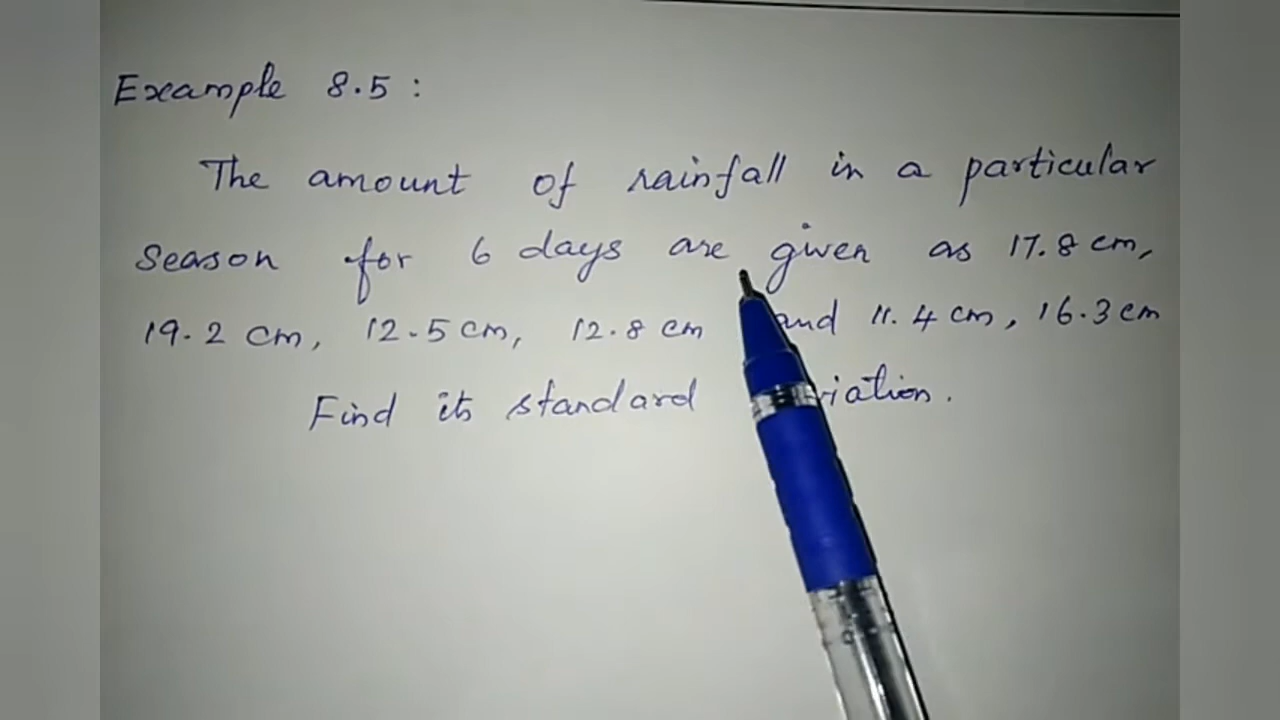 Example 8.5 :
The amount of rainfall in a particular
season for 6 days are given as 17.8 cm,
19.2 cm, 12.5 cm, 12.8 cm and 11.4 cm, 16.3 cm
Find its standard